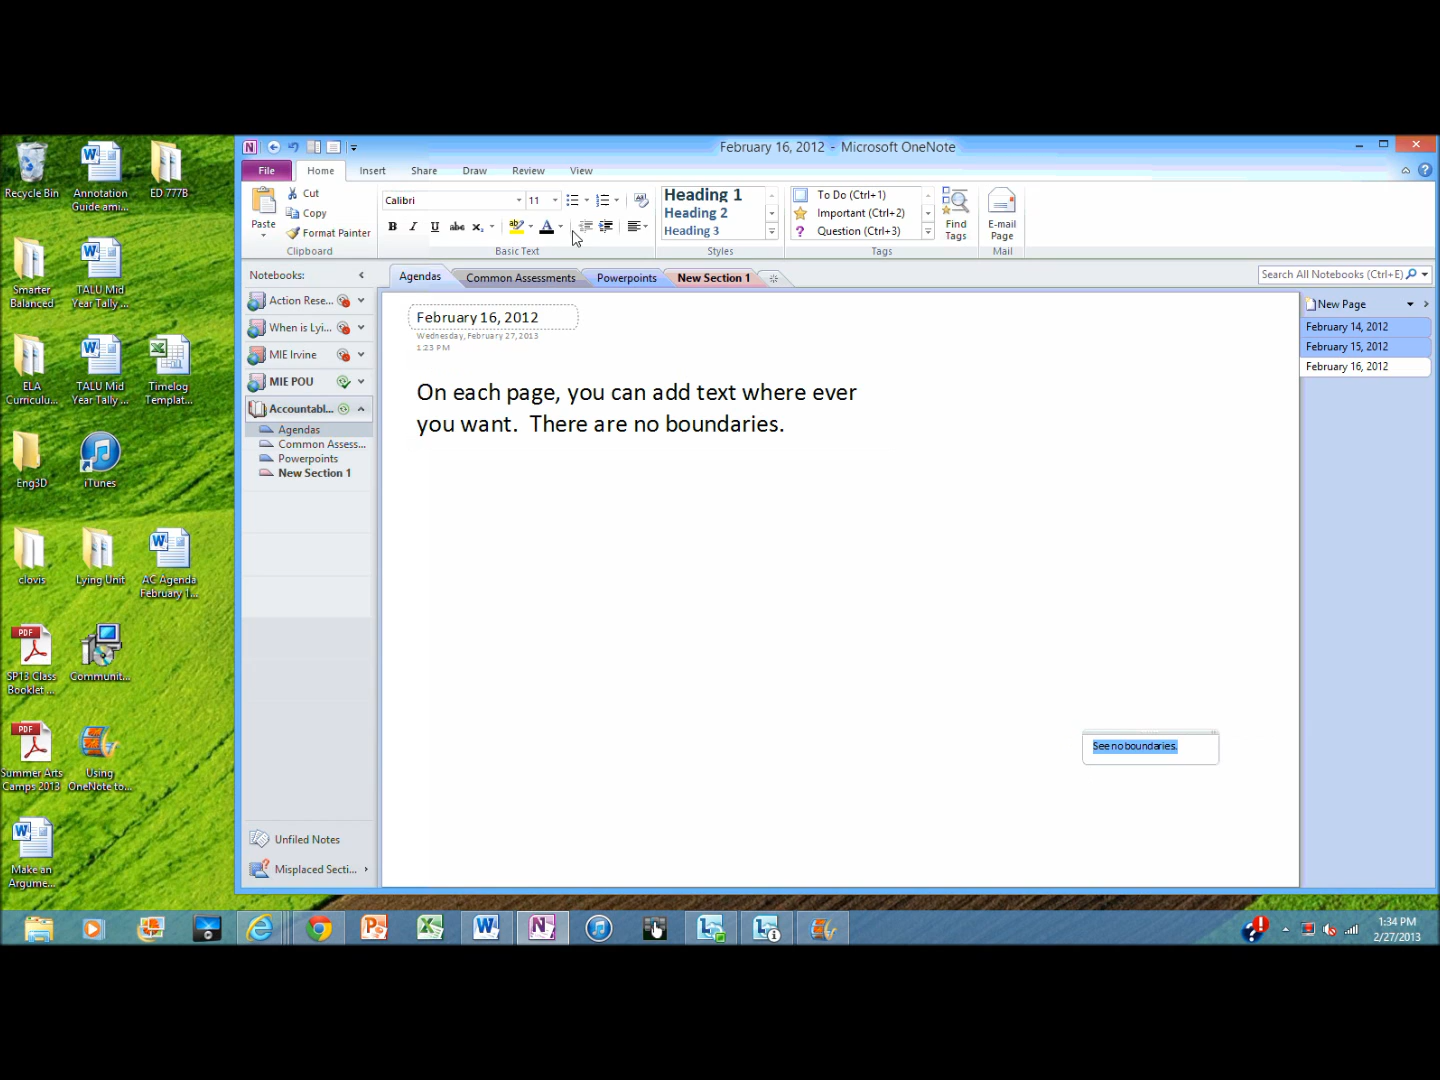 Recycle Bin
Annotation
Guide ami...
ED 777B
Smarter
Balanced
TALU Mid
Year Tally ...
ELA
Curriculu...
TALU Mid
Year Tally ...
Timelog
Templat...
Eng3D
iTunes
clovis
Lying Unit
AC Agenda
February 1...
PDF
SP13 Class
Booklet ...
Communit...
PDF
Summer Arts
Camps 2013
Using
OneNote to...
Make an
Argume...
February 16, 2012 - Microsoft OneNote
File Home Insert Share Draw Review View
Paste
Cut
Copy
Format Painter
Clipboard
Calibri 11
B I U abc x₂ ab A
Basic Text
Heading 1
Heading 2
Heading 3
Styles
To Do (Ctrl+1)
Important (Ctrl+2)
? Question (Ctrl+3)
Tags
Find
Tags
E-mail
Page
Mail
Notebooks:
Action Rese...
When is Lyi...
MIE Irvine
MIE POU
Accountabl...
Agendas
Common Assess...
Powerpoints
New Section 1
Unfiled Notes
Misplaced Secti...
Agendas Common Assessments Powerpoints New Section 1
Search All Notebooks (Ctrl+E)
February 16, 2012
Wednesday, February 27, 2013
1:23 PM
On each page, you can add text where ever
you want. There are no boundaries.
See no boundaries.
New Page
February 14, 2012
February 15, 2012
February 16, 2012
1:34 PM
2/27/2013